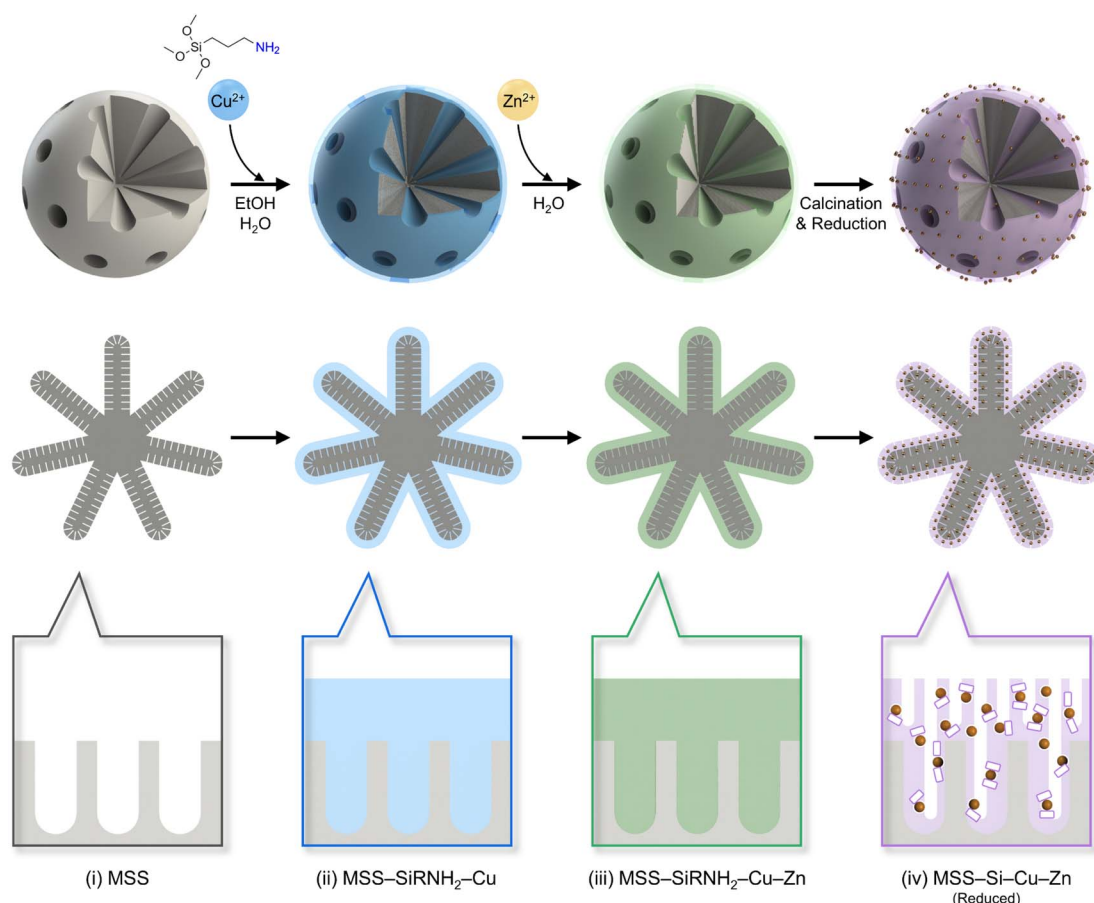 O
O
Si
O
NH₂
Cu²⁺
EtOH
H₂O
Zn²⁺
H₂O
Calcination
& Reduction
(i) MSS
(ii) MSS–SiRNH₂–Cu
(iii) MSS–SiRNH₂–Cu–Zn
(iv) MSS–Si–Cu–Zn
(Reduced)